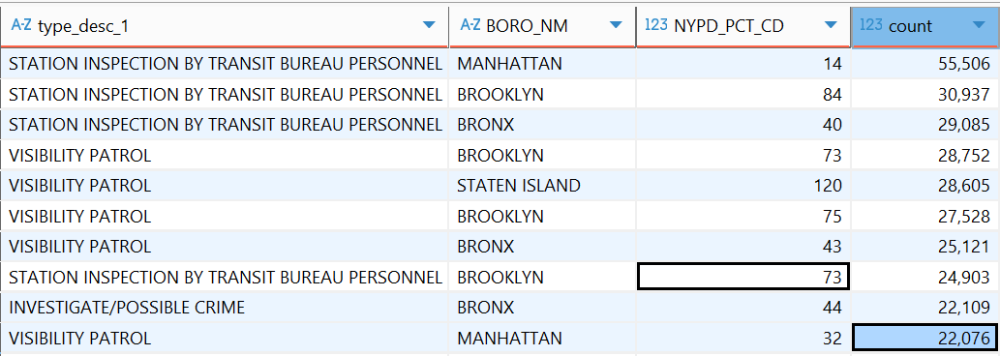 A-Z type_desc_1 A-Z BORO_NM 123 NYPD_PCT_CD 123 count
STATION INSPECTION BY TRANSIT BUREAU PERSONNEL MANHATTAN 14 55,506
STATION INSPECTION BY TRANSIT BUREAU PERSONNEL BROOKLYN 84 30,937
STATION INSPECTION BY TRANSIT BUREAU PERSONNEL BRONX 40 29,085
VISIBILITY PATROL BROOKLYN 73 28,752
VISIBILITY PATROL STATEN ISLAND 120 28,605
VISIBILITY PATROL BROOKLYN 75 27,528
VISIBILITY PATROL BRONX 43 25,121
STATION INSPECTION BY TRANSIT BUREAU PERSONNEL BROOKLYN 73 24,903
INVESTIGATE/POSSIBLE CRIME BRONX 44 22,109
VISIBILITY PATROL MANHATTAN 32 22,076